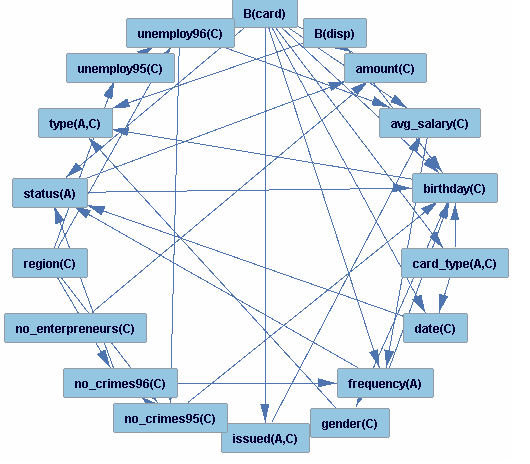 B(card)
unemploy96(C)
B(disp)
unemploy95(C)
amount(C)
type(A,C)
avg_salary(C)
status(A)
birthday(C)
region(C)
card_type(A,C)
no_enterpreneurs(C)
date(C)
no_crimes96(C)
frequency(A)
no_crimes95(C)
gender(C)
issued(A,C)